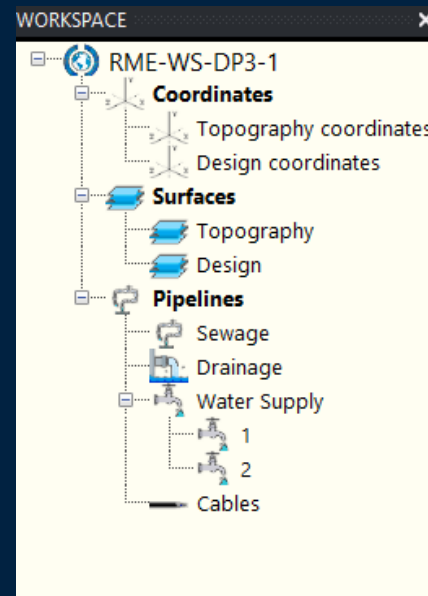 WORKSPACE
RME-WS-DP3-1
Coordinates
Topography coordinates
Design coordinates
Surfaces
Topography
Design
Pipelines
Sewage
Drainage
Water Supply
1
2
Cables